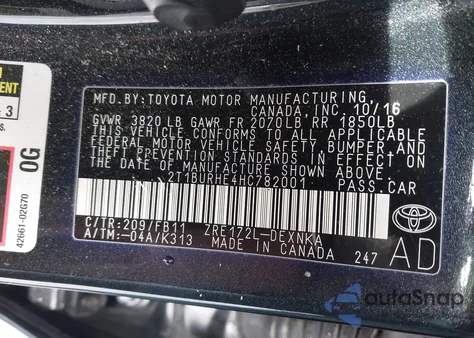 MFD. BY: TOYOTA MOTOR MANUFACTURING
CANADA, INC. 10/16
GVWR 3820 LB GAWR FR 2070LB RR 1850LB
THIS VEHICLE CONFORMS TO ALL APPLICABLE
FEDERAL MOTOR VEHICLE SAFETY, BUMPER, AND
THEFT PREVENTION STANDARDS IN EFFECT ON THE
DATE OF MANUFACTURE SHOWN ABOVE.
2T1BURHE4HC782001 PASS. CAR
C/TR: 209/FB11 ZRE172L-DEXNKA
A/TM: -04A/K313 MADE IN CANADA 247
TOYOTA
AD
3
s.
0G
42661-02G70
autoSnap